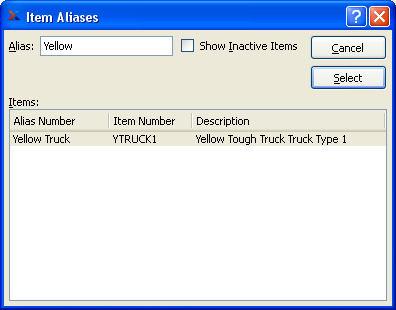 Item Aliases
Alias: Yellow Show Inactive Items Cancel
Select
Items:
Alias Number Item Number Description
Yellow Truck YTRUCK1 Yellow Tough Truck Truck Type 1